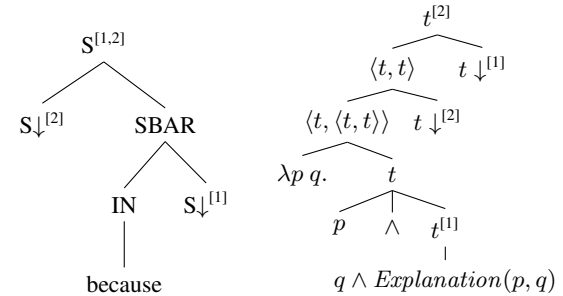 S[1,2]
S↓[2] SBAR
IN S↓[1]
because
t[2]
⟨t, t⟩ t ↓[1]
⟨t, ⟨t, t⟩⟩ t ↓[2]
λp q. t
p ∧ t[1]
q ∧ Explanation(p, q)